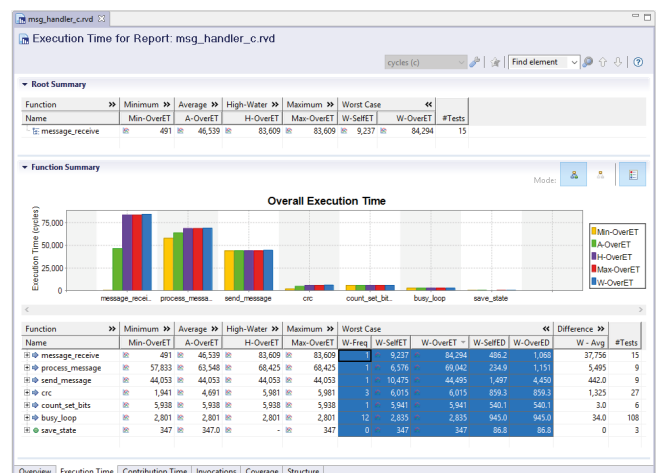 msg_handler_c.rvd
Execution Time for Report: msg_handler_c.rvd
cycles (c) Find element
Root Summary
Function Minimum Average High-Water Maximum Worst Case
Name Min-OverET A-OverET H-OverET Max-OverET W-SelfET W-OverET #Tests
message_receive 491 46,539 83,609 83,609 9,237 84,294 15
Function Summary
Mode:
Overall Execution Time
Execution Time (cycles)
75,000
50,000
25,000
0
message_recei.. process_messa.. send_message crc count_set_bit.. busy_loop save_state
Min-OverET
A-OverET
H-OverET
Max-OverET
W-OverET
Function Minimum Average High-Water Maximum Worst Case Difference
Name Min-OverET A-OverET H-OverET Max-OverET W-Freq W-SelfET W-OverET W-SelfED W-OverED W - Avg #Tests
message_receive 491 46,539 83,609 83,609 1 9,237 84,294 486.2 1,068 37,756 15
process_message 57,833 63,548 68,425 68,425 1 6,576 69,042 234.9 1,151 5,495 9
send_message 44,053 44,053 44,053 44,053 1 10,475 44,495 1,497 4,450 442.0 9
crc 1,941 4,691 5,981 5,981 3 6,015 6,015 859.3 859.3 1,325 27
count_set_bits 5,938 5,938 5,938 5,938 1 5,941 5,941 540.1 540.1 3.0 6
busy_loop 2,801 2,801 2,801 2,801 12 2,835 2,835 945.0 945.0 34.0 108
save_state 347 347.0 - 347 0 347 347 86.8 86.8 0 3
Overview Execution Time Contribution Time Invocations Coverage Structure